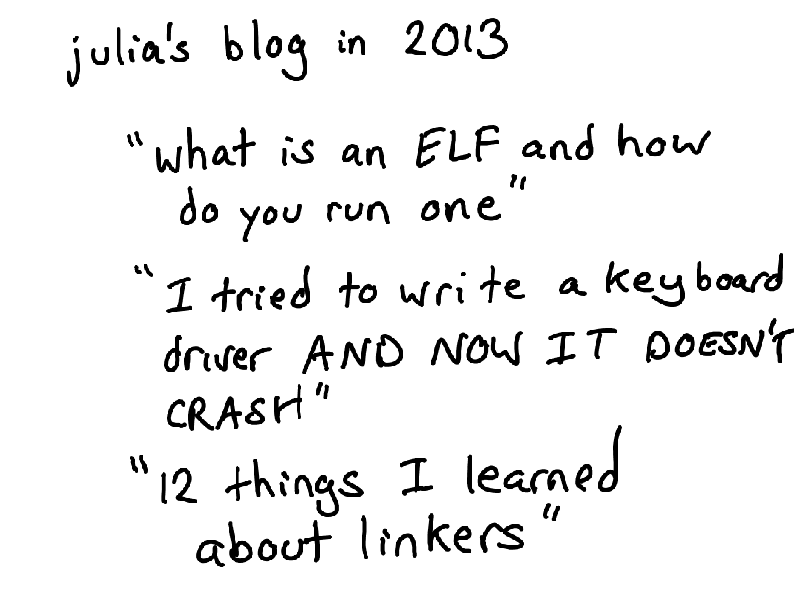 julia's blog in 2013
"what is an ELF and how
do you run one"
"I tried to write a keyboard
driver AND NOW IT DOESN'T
CRASH"
"12 things I learned
about linkers"